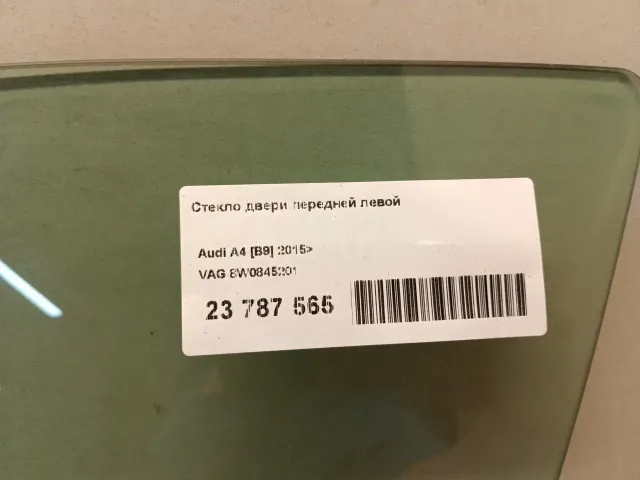 Стекло двери передней левой
Audi A4 [B9] 2015>
VAG 8W0845201
23 787 565